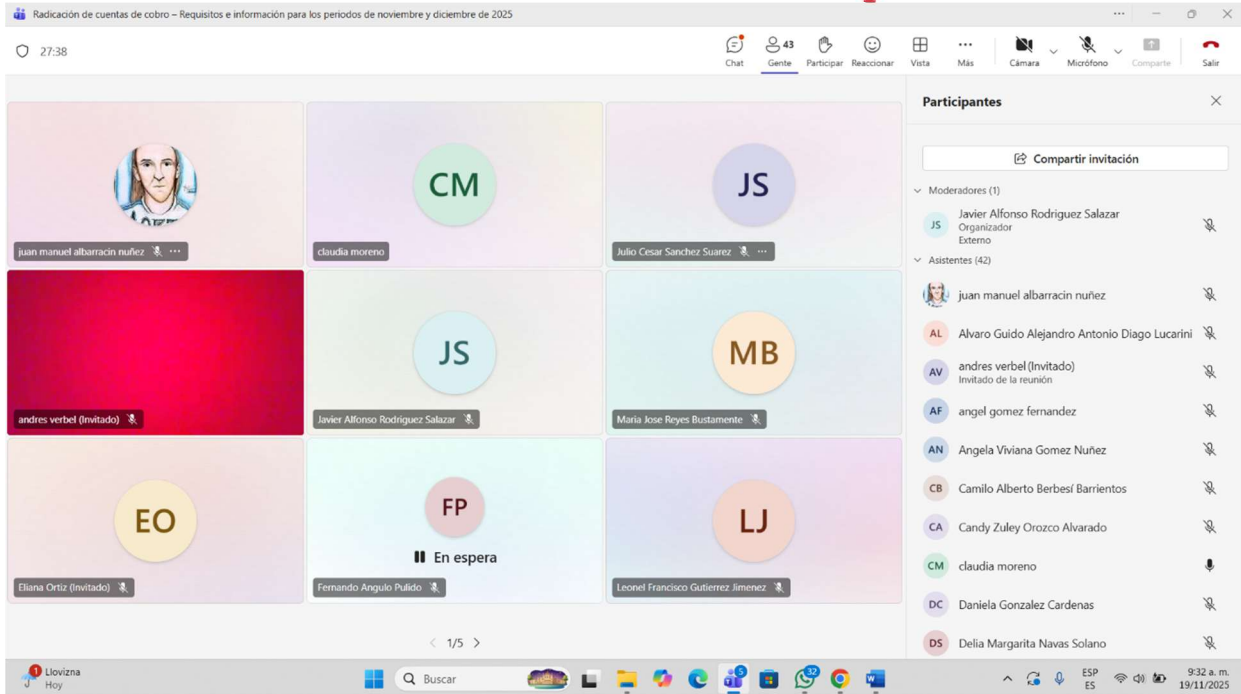 Radicación de cuentas de cobro – Requisitos e información para los periodos de noviembre y diciembre de 2025
27:38
Chat
43
Gente
Participar
Reaccionar
Vista
Más
Cámara
Micrófono
Comparte
Salir
juan manuel albarracin nuñez
CM
claudia moreno
JS
Julio Cesar Sanchez Suarez
andres verbel (Invitado)
JS
Javier Alfonso Rodriguez Salazar
MB
Maria Jose Reyes Bustamente
EO
Eliana Ortiz (Invitado)
FP
En espera
Fernando Angulo Pulido
LJ
Leonel Francisco Gutierrez Jimenez
1/5
Participantes
Compartir invitación
Moderadores (1)
JS
Javier Alfonso Rodriguez Salazar
Organizador
Externo
Asistentes (42)
juan manuel albarracin nuñez
AL
Alvaro Guido Alejandro Antonio Diago Lucarini
AV
andres verbel (Invitado)
Invitado de la reunión
AF
angel gomez fernandez
AN
Angela Viviana Gomez Nuñez
CB
Camilo Alberto Berbesí Barrientos
CA
Candy Zuley Orozco Alvarado
CM
claudia moreno
DC
Daniela Gonzalez Cardenas
DS
Delia Margarita Navas Solano
1
Llovizna
Hoy
Buscar
5
32
ESP
ES
9:32 a. m.
19/11/2025